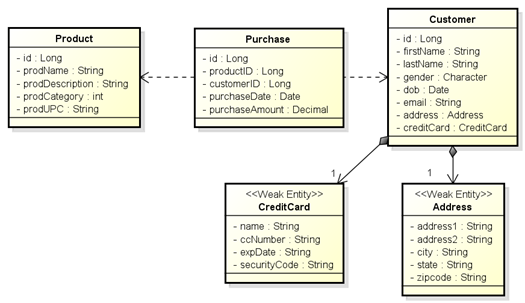 Product
- id : Long
- prodName : String
- prodDescription : String
- prodCategory : int
- prodUPC : String
Purchase
- id : Long
- productID : Long
- customerID : Long
- purchaseDate : Date
- purchaseAmount : Decimal
Customer
- id : Long
- firstName : String
- lastName : String
- gender : Character
- dob : Date
- email : String
- address : Address
- creditCard : CreditCard
1
1
<<Weak Entity>>
CreditCard
- name : String
- ccNumber : String
- expDate : String
- securityCode : String
<<Weak Entity>>
Address
- address1 : String
- address2 : String
- city : String
- state : String
- zipcode : String